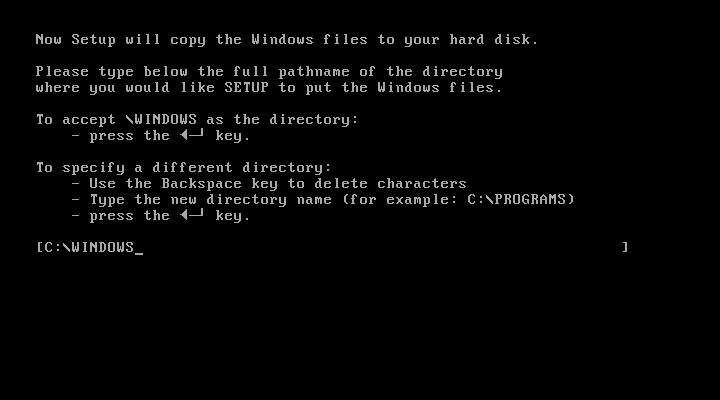 Now Setup will copy the Windows files to your hard disk.
Please type below the full pathname of the directory
where you would like SETUP to put the Windows files.
To accept \WINDOWS as the directory:
- press the ◄─┘ key.
To specify a different directory:
- Use the Backspace key to delete characters
- Type the new directory name (for example: C:\PROGRAMS)
- press the ◄─┘ key.
[C:\WINDOWS_ ]